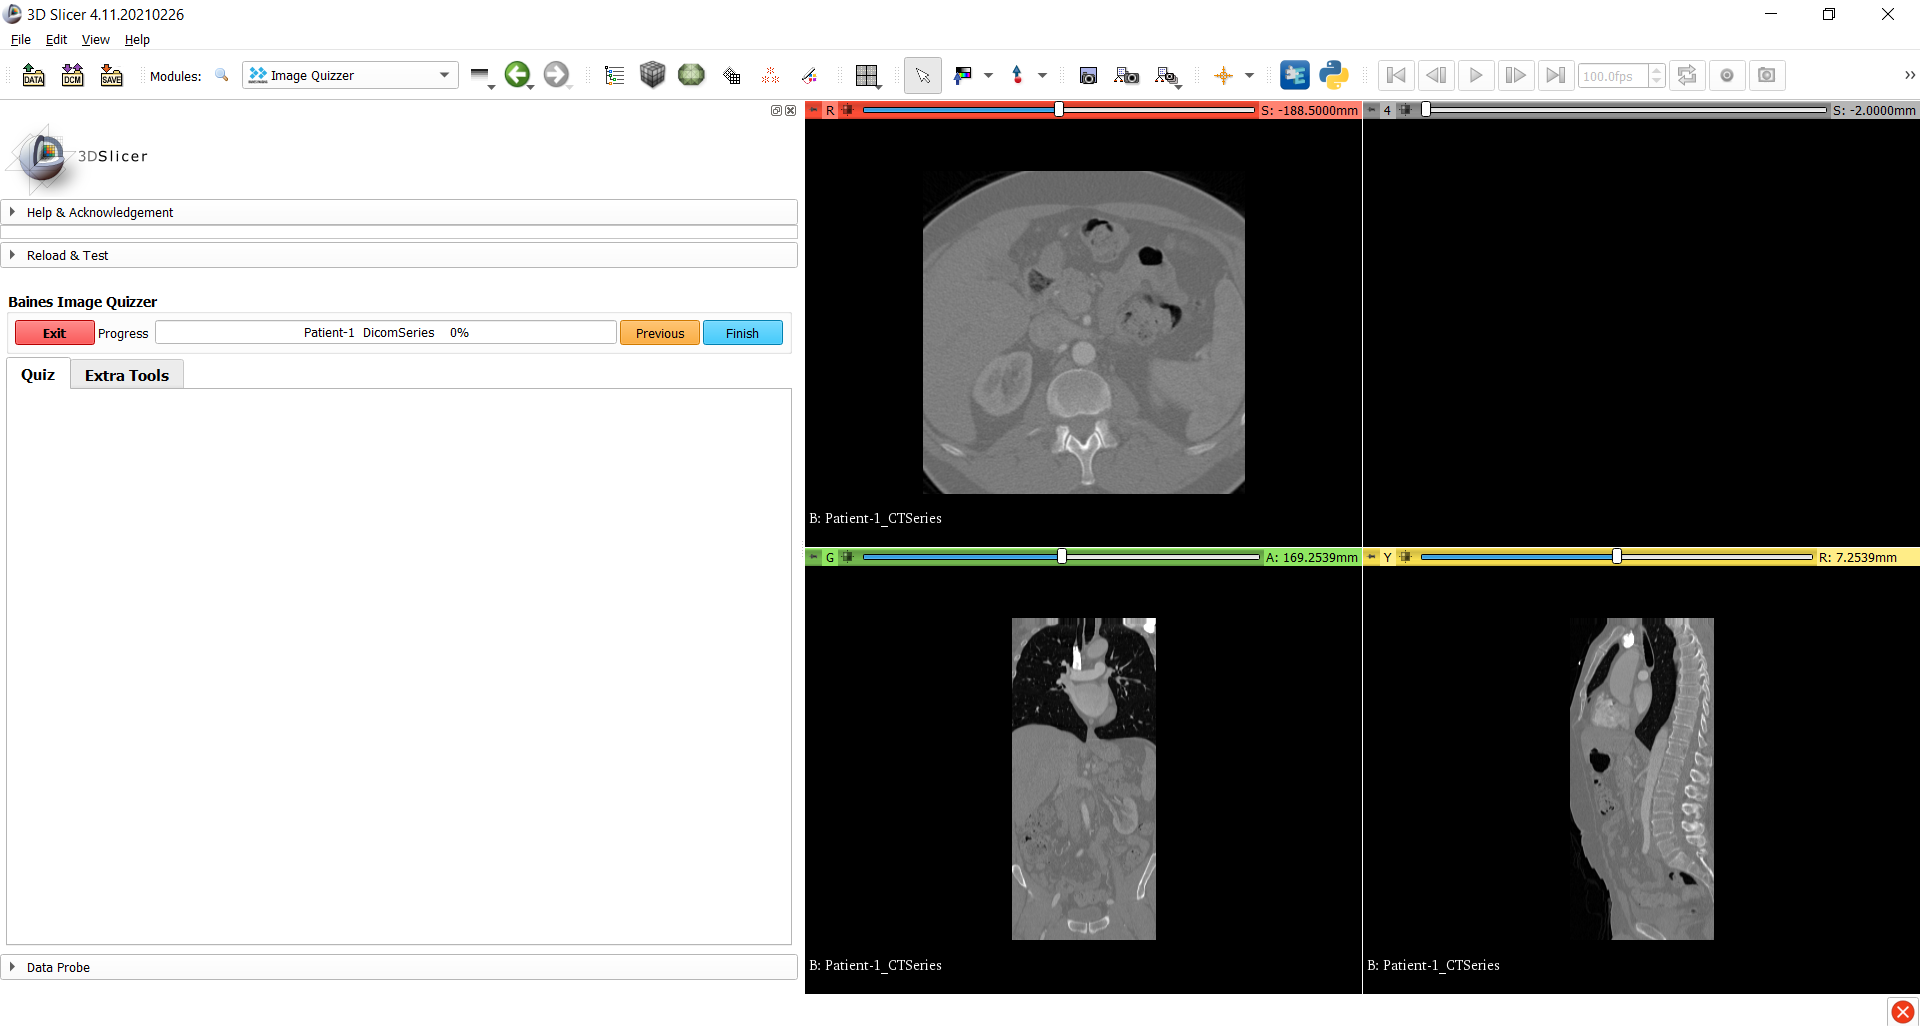 3D Slicer 4.11.20210226
File Edit View Help
DATA DCM SAVE Modules: Image Quizzer 100.0fps
R S: -188.5000mm
4 S: -2.0000mm
3DSlicer
Help & Acknowledgement
Reload & Test
Baines Image Quizzer
Exit Progress Patient-1 DicomSeries 0% Previous Finish
Quiz Extra Tools
B: Patient-1_CTSeries
G A: 169.2539mm
Y R: 7.2539mm
B: Patient-1_CTSeries
B: Patient-1_CTSeries
Data Probe